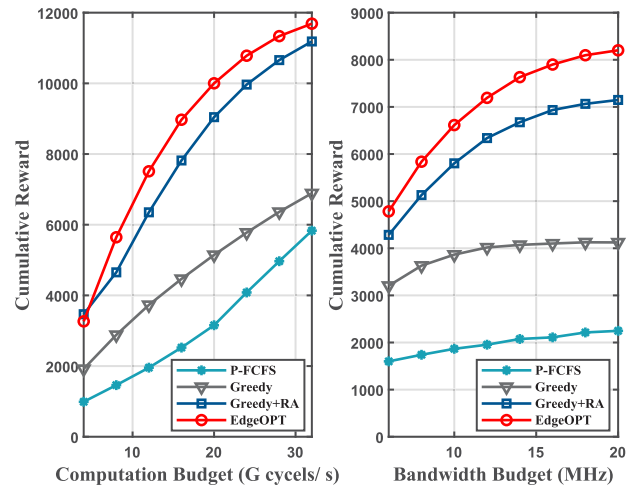 12000
10000
8000
6000
4000
2000
0
10
20
30
Cumulative Reward
Computation Budget (G cycels/ s)
P-FCFS
Greedy
Greedy+RA
EdgeOPT
9000
8000
7000
6000
5000
4000
3000
2000
1000
0
10
15
20
Cumulative Reward
Bandwidth Budget (MHz)
P-FCFS
Greedy
Greedy+RA
EdgeOPT